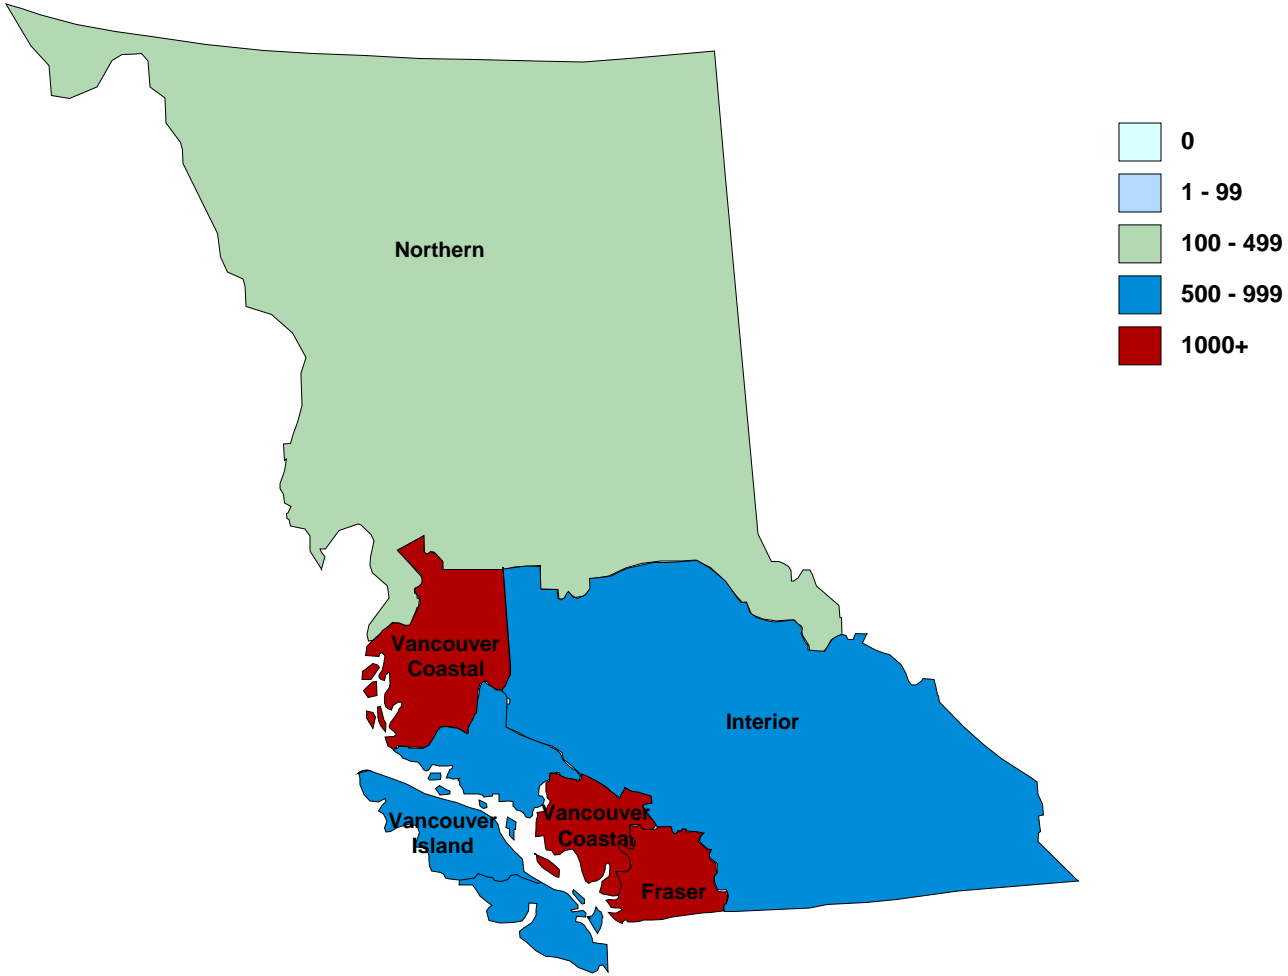 0
1 - 99
100 - 499
500 - 999
1000+
Northern
Vancouver
Coastal
Interior
Vancouver
Island
Vancouver
Coastal
Fraser